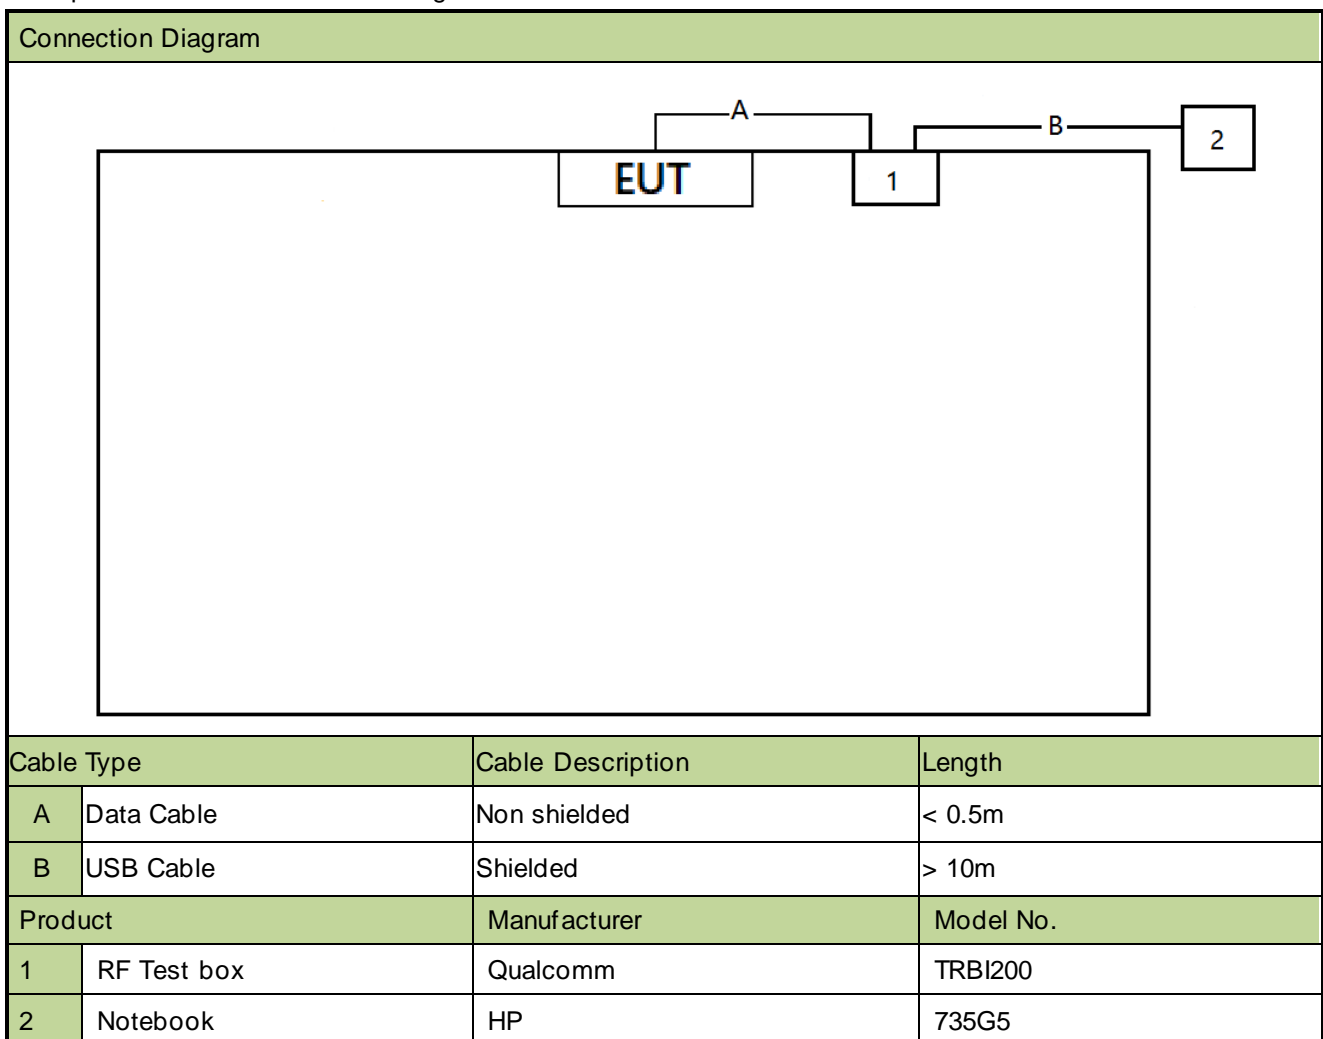 Connection Diagram
A
B
2
EUT
1
Cable Type Cable Description Length
A Data Cable Non shielded < 0.5m
B USB Cable Shielded > 10m
Product Manufacturer Model No.
1 RF Test box Qualcomm TRBI200
2 Notebook HP 735G5